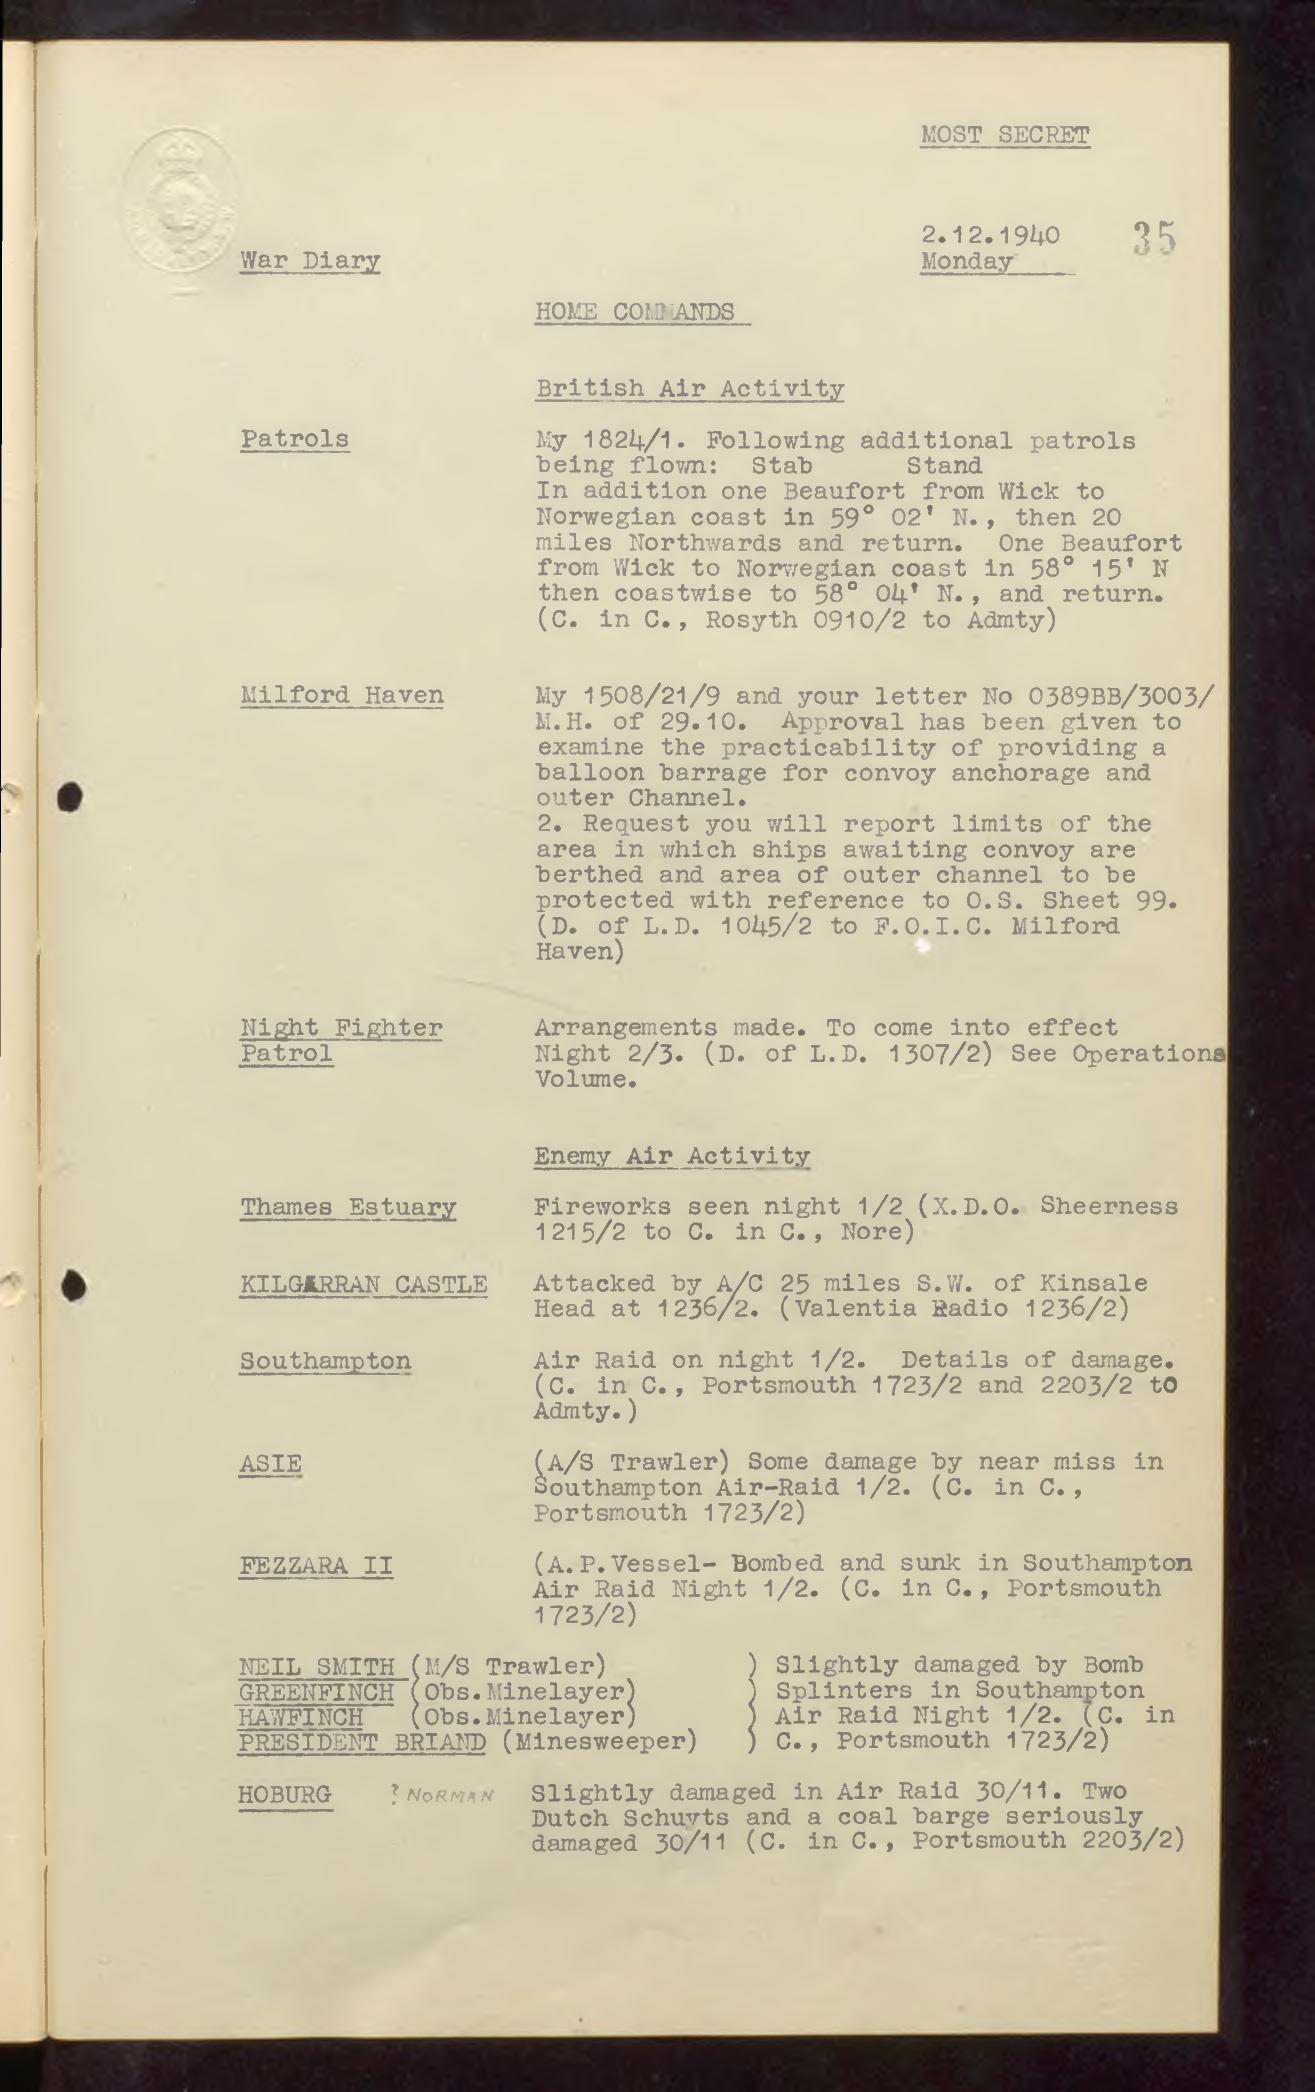 MOST SECRET
2.12.1940
35
War Diary
Monday
HOME COMMANDS
British Air Activity
Patrols
My 1824/1. Following additional patrols
being flown: Stab Stand
In addition one Beaufort from Wick to
Norwegian coast in 59° 02' N., then 20
miles Northwards and return. One Beaufort
from Wick to Norwegian coast in 58° 15' N
then coastwise to 58° 04' N., and return.
(C. in C., Rosyth 0910/2 to Admty)
Milford Haven
My 1508/21/9 and your letter No 0389BB/3003/
M.H. of 29.10. Approval has been given to
examine the practicability of providing a
balloon barrage for convoy anchorage and
outer Channel.
2. Request you will report limits of the
area in which ships awaiting convoy are
berthed and area of outer channel to be
protected with reference to O.S. Sheet 99.
(D. of L.D. 1045/2 to F.O.I.C. Milford
Haven)
Night Fighter
Patrol
Arrangements made. To come into effect
Night 2/3. (D. of L.D. 1307/2) See Operations
Volume.
Enemy Air Activity
Thames Estuary
Fireworks seen night 1/2 (X.D.O. Sheerness
1215/2 to C. in C., Nore)
KILGARRAN CASTLE
Attacked by A/C 25 miles S.W. of Kinsale
Head at 1236/2. (Valentia Radio 1236/2)
Southampton
Air Raid on night 1/2. Details of damage.
(C. in C., Portsmouth 1723/2 and 2203/2 to
Admty.)
ASIE
(A/S Trawler) Some damage by near miss in
Southampton Air-Raid 1/2. (C. in C.,
Portsmouth 1723/2)
FEZZARA II
(A.P.Vessel- Bombed and sunk in Southampton
Air Raid Night 1/2. (C. in C., Portsmouth
1723/2)
NEIL SMITH (M/S Trawler) ) Slightly damaged by Bomb
GREENFINCH (Obs.Minelayer) ) Splinters in Southampton
HAWFINCH (Obs.Minelayer) ) Air Raid Night 1/2. (C. in
PRESIDENT BRIAND (Minesweeper) ) C., Portsmouth 1723/2)
HOBURG ? NORMAN
Slightly damaged in Air Raid 30/11. Two
Dutch Schuyts and a coal barge seriously
damaged 30/11 (C. in C., Portsmouth 2203/2)